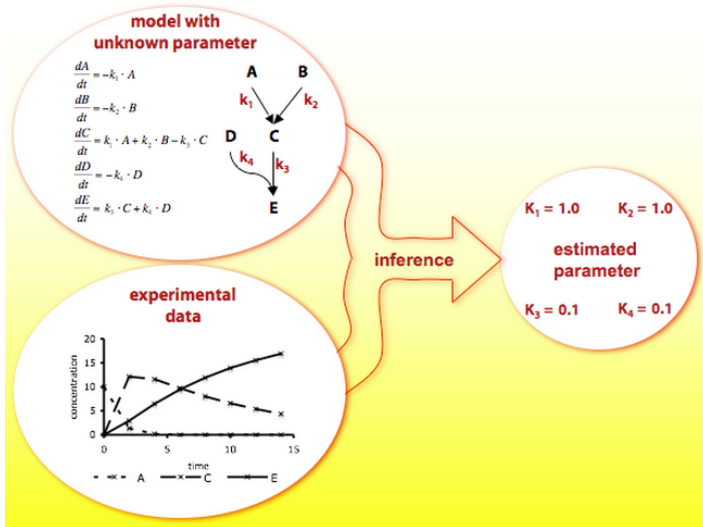 model with
unknown parameter
dA/dt = -k₁ · A
dB/dt = -k₂ · B
dC/dt = k₁ · A + k₂ · B - k₃ · C
dD/dt = -k₄ · D
dE/dt = k₃ · C + k₄ · D
A B
k₁ k₂
D C
k₄ k₃
E
experimental
data
concentration
20
15
10
5
0
0 5 10 15
time
A C E
inference
K₁ = 1.0 K₂ = 1.0
estimated
parameter
K₃ = 0.1 K₄ = 0.1